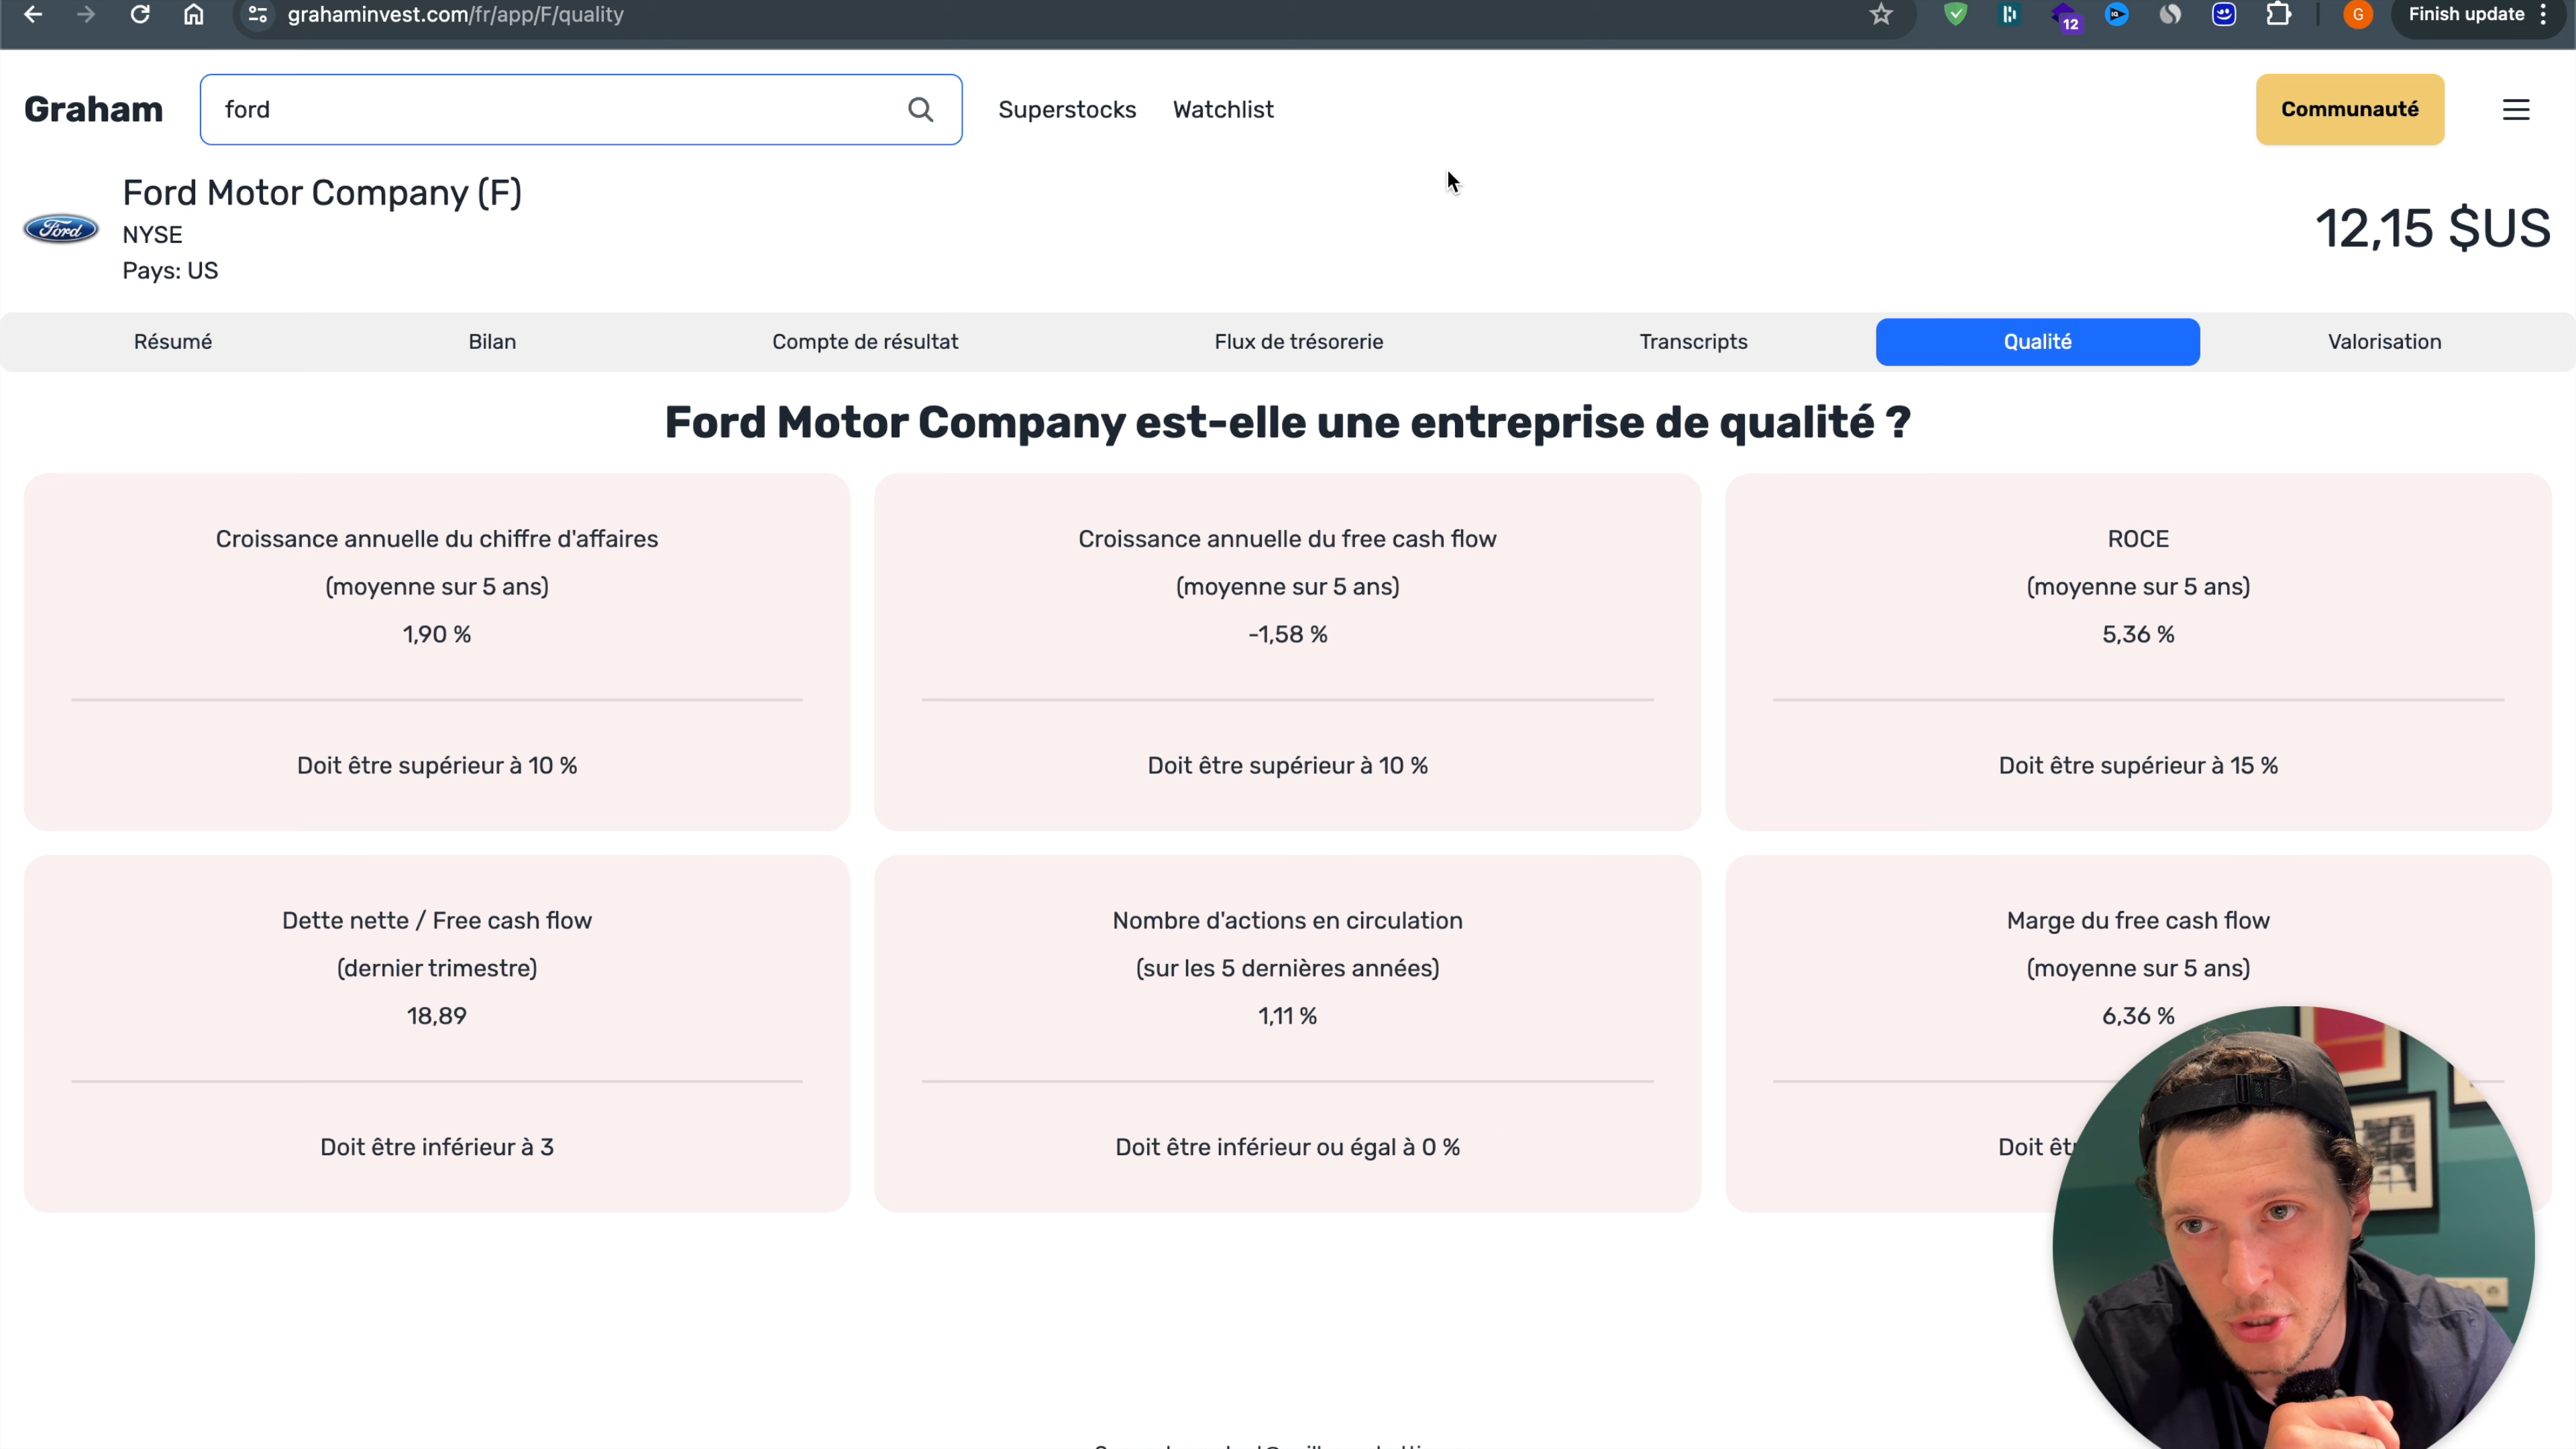 grahaminvest.com/fr/app/F/quality
12
G
Finish update
Graham
ford
Superstocks
Watchlist
Communauté
Ford Motor Company (F)
NYSE
Pays: US
Ford
12,15 $US
Résumé
Bilan
Compte de résultat
Flux de trésorerie
Transcripts
Qualité
Valorisation
Ford Motor Company est-elle une entreprise de qualité ?
Croissance annuelle du chiffre d'affaires
(moyenne sur 5 ans)
1,90 %
Doit être supérieur à 10 %
Croissance annuelle du free cash flow
(moyenne sur 5 ans)
-1,58 %
Doit être supérieur à 10 %
ROCE
(moyenne sur 5 ans)
5,36 %
Doit être supérieur à 15 %
Dette nette / Free cash flow
(dernier trimestre)
18,89
Doit être inférieur à 3
Nombre d'actions en circulation
(sur les 5 dernières années)
1,11 %
Doit être inférieur ou égal à 0 %
Marge du free cash flow
(moyenne sur 5 ans)
6,36 %
Doit